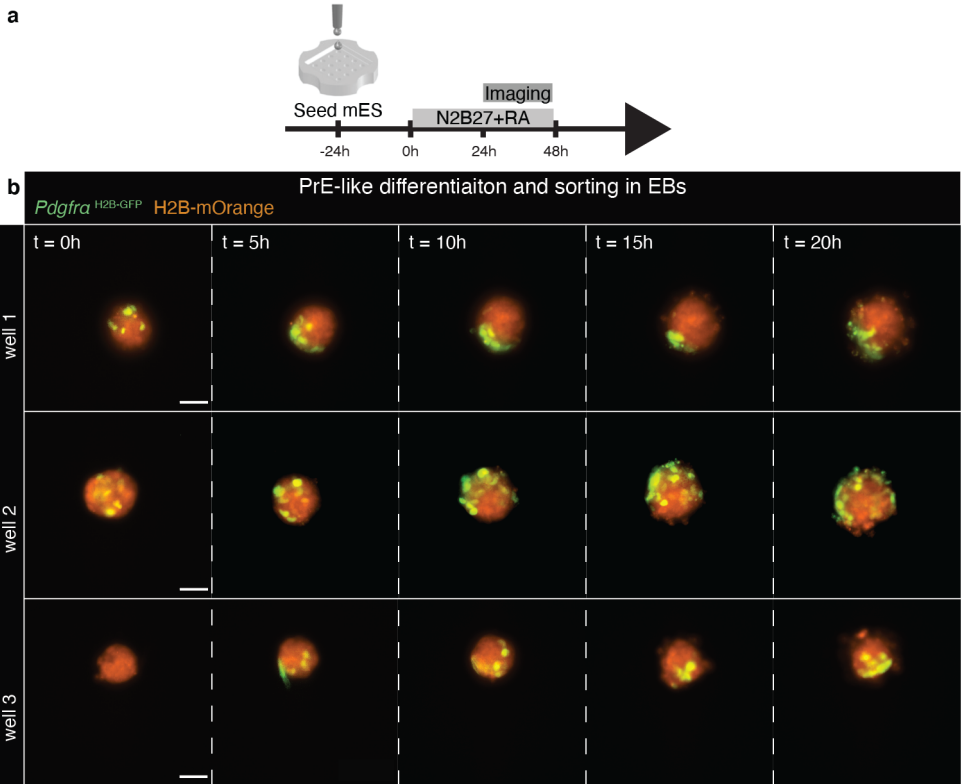 a
Seed mES
Imaging
N2B27+RA
-24h 0h 24h 48h
b
PrE-like differentiaiton and sorting in EBs
Pdgfra H2B-GFP H2B-mOrange
t = 0h t = 5h t = 10h t = 15h t = 20h
well 1
well 2
well 3